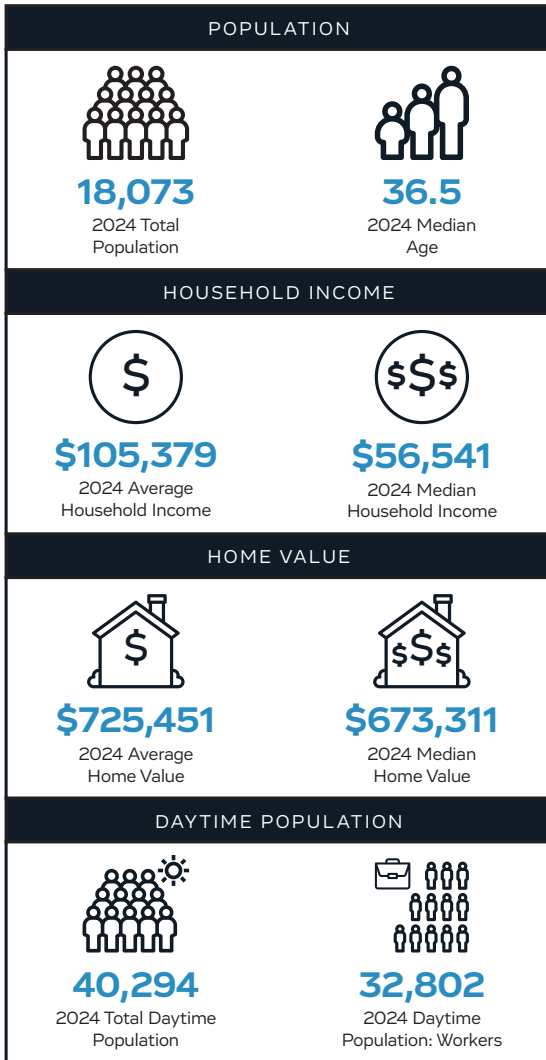 POPULATION
18,073
2024 Total
Population
36.5
2024 Median
Age
HOUSEHOLD INCOME
$
$105,379
2024 Average
Household Income
$$$
$56,541
2024 Median
Household Income
HOME VALUE
$
$725,451
2024 Average
Home Value
$$$
$673,311
2024 Median
Home Value
DAYTIME POPULATION
40,294
2024 Total Daytime
Population
32,802
2024 Daytime
Population: Workers